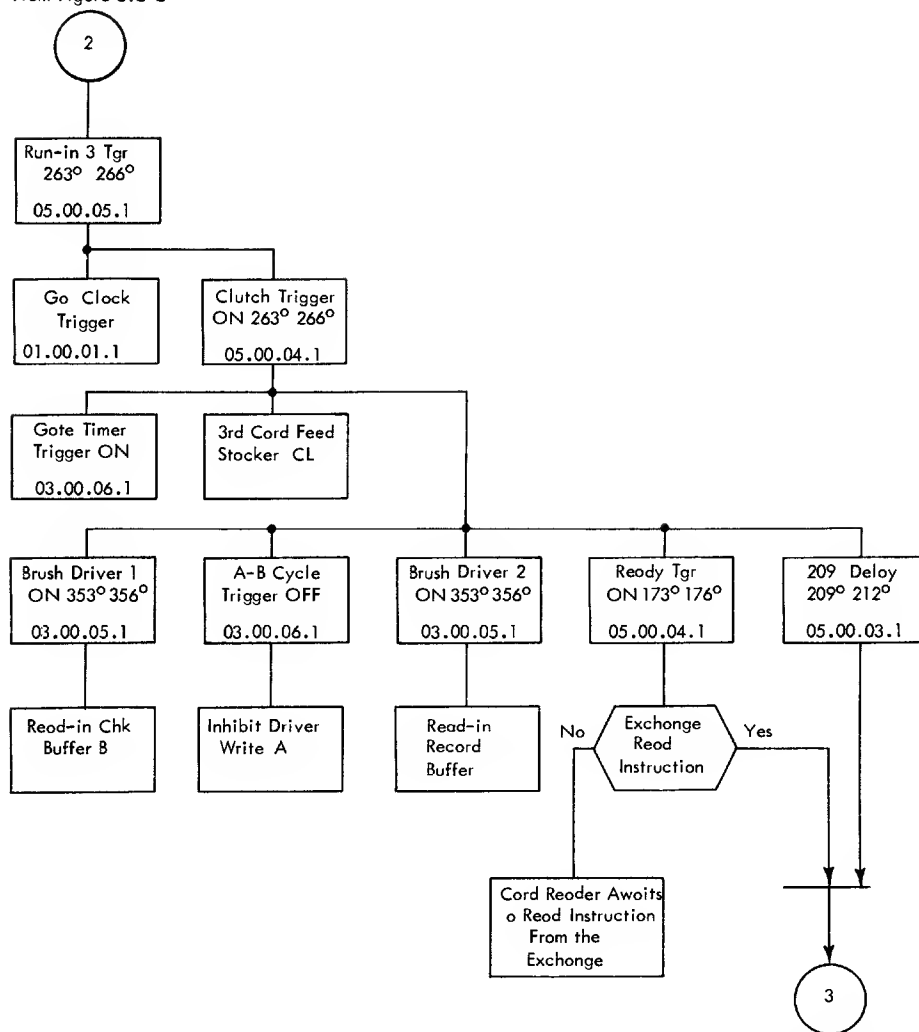 2
Run-in 3 Tgr
263° 266°
05.00.05.1
Go Clock
Trigger
01.00.01.1
Clutch Trigger
ON 263° 266°
05.00.04.1
Gote Timer
Trigger ON
03.00.06.1
3rd Cord Feed
Stocker CL
Brush Driver 1
ON 353° 356°
03.00.05.1
A-B Cycle
Trigger OFF
03.00.06.1
Brush Driver 2
ON 353° 356°
03.00.05.1
Reody Tgr
ON 173° 176°
05.00.04.1
209 Deloy
209° 212°
05.00.03.1
Reod-in Chk
Buffer B
Inhibit Driver
Write A
Read-in
Record
Buffer
No
Exchonge
Reod
Instruction
Yes
Cord Reoder Awoits
o Reod Instruction
From the
Exchonge
3